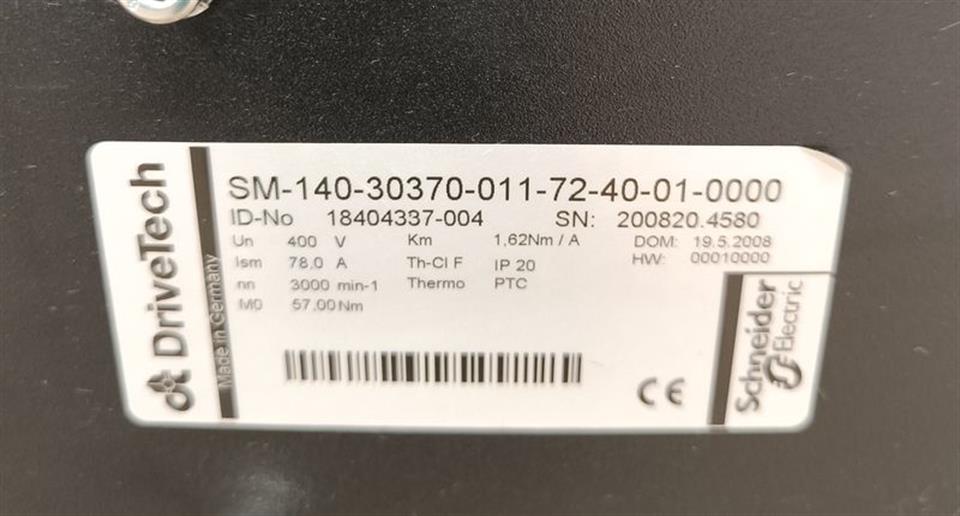 DriveTech
Made in Germany
SM-140-30370-011-72-40-01-0000
ID-No 18404337-004 SN: 200820.4580
Un 400 V Km 1,62Nm / A DOM: 19.5.2008
Ism 78,0 A Th-Cl F IP 20 HW: 00010000
nn 3000 min-1 Thermo PTC
M0 57,00 Nm
CE
Schneider
Electric